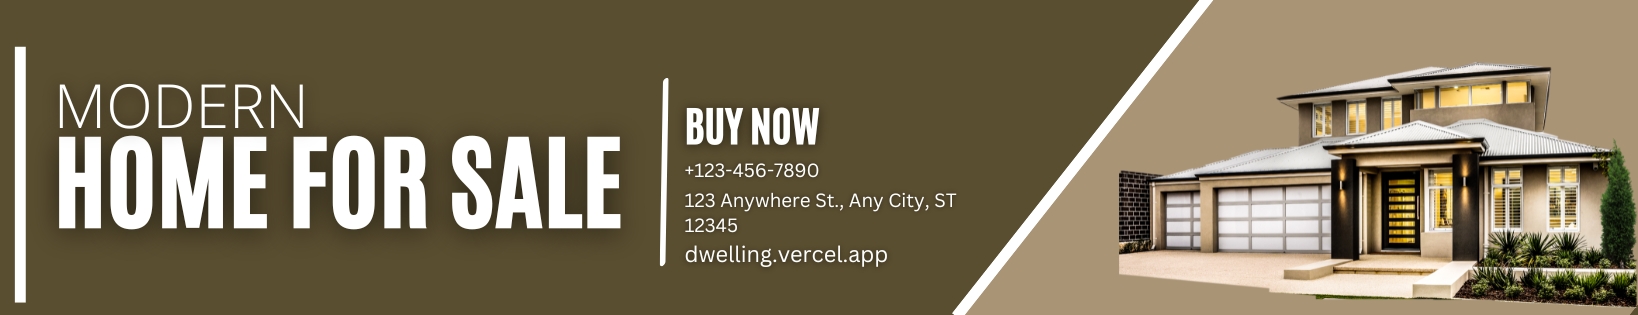 MODERN
HOME FOR SALE
BUY NOW
+123-456-7890
123 Anywhere St., Any City, ST
12345
dwelling.vercel.app